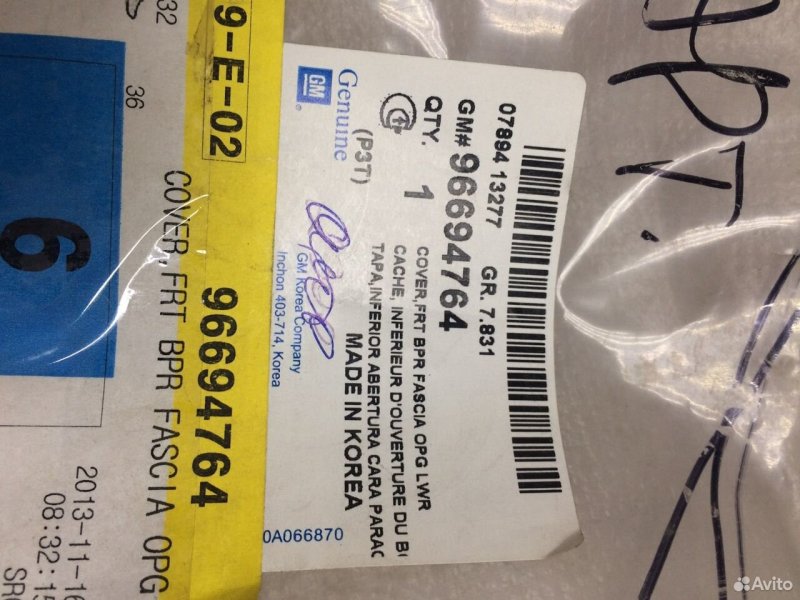 07894 13277 GR. 7.831
GM# 96694764
QTY. 1 COVER,FRT BPR FASCIA OPG LWR
CACHE, INFERIEUR D'OUVERTURE DU
TAPA,INFERIOR ABERTURA CARA PARAC
(P3T) MADE IN KOREA
GM Genuine
GM Korea Company
Inchon 403-714, Korea
0A066870
9-E-02 96694764
COVER,FRT BPR FASCIA OPG
32
36
6
2013-11-16
08:32:15
Avito